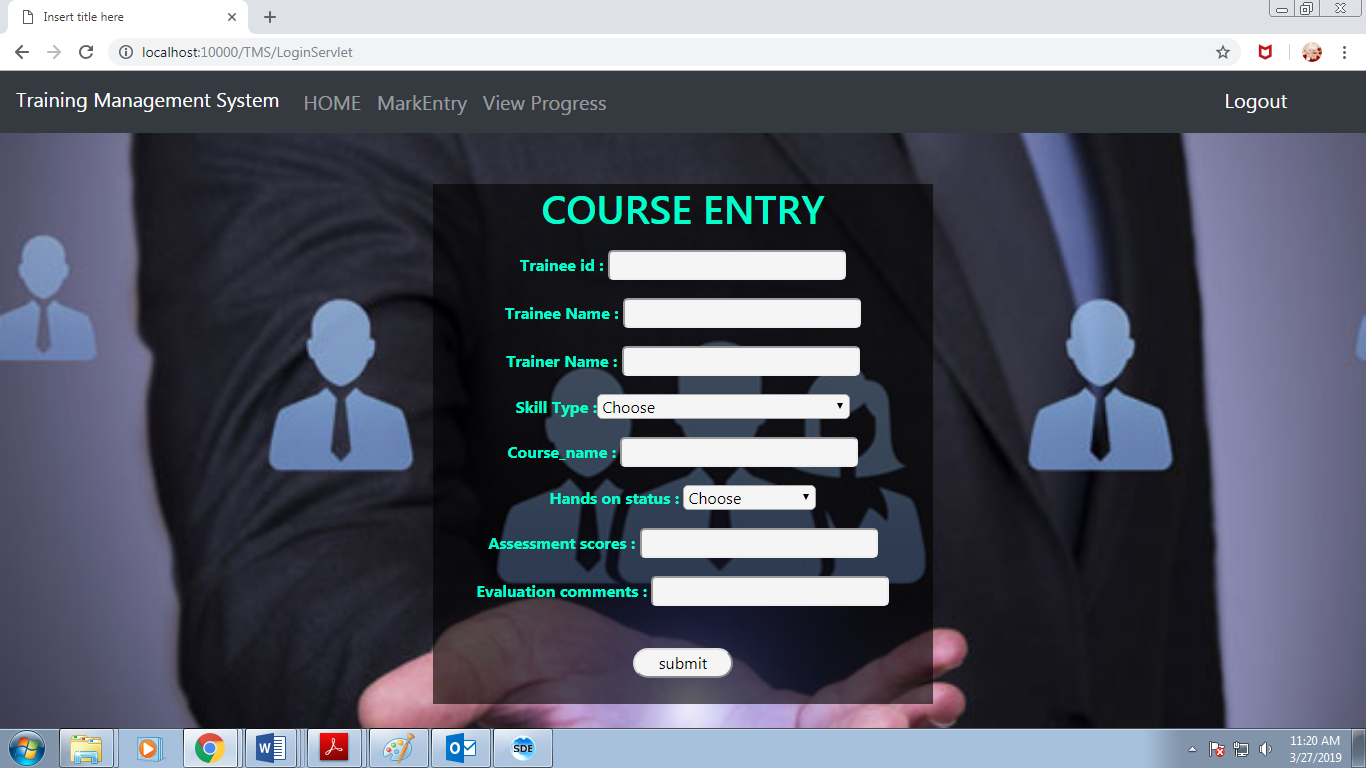 Insert title here
localhost:10000/TMS/LoginServlet
Training Management System HOME MarkEntry View Progress Logout
COURSE ENTRY
Trainee id :
Trainee Name :
Trainer Name :
Skill Type : Choose
Course_name :
Hands on status : Choose
Assessment scores :
Evaluation comments :
submit
SDE
11:20 AM
3/27/2019